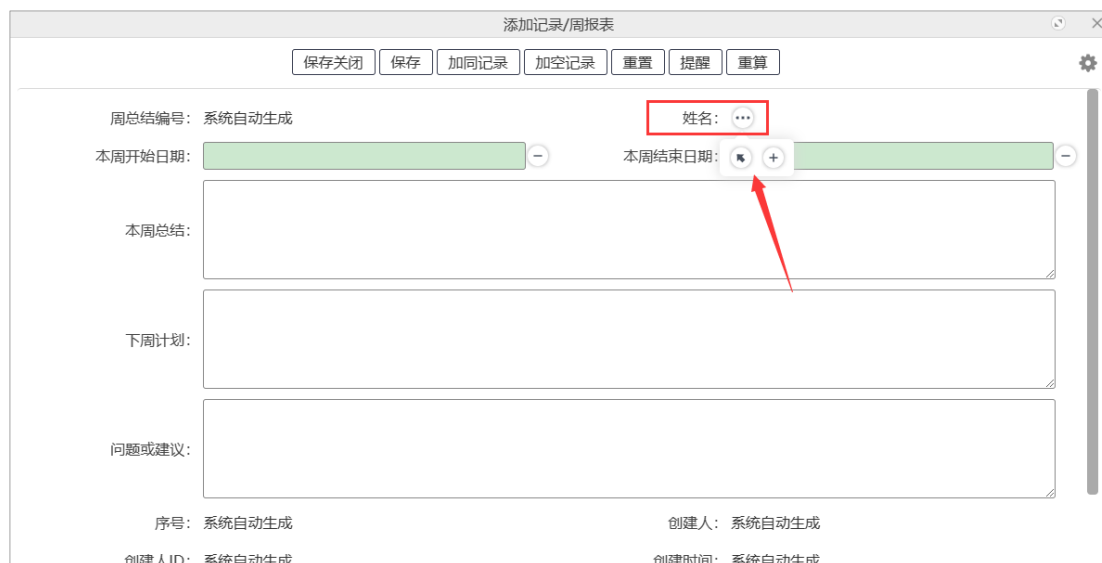 添加记录/周报表
保存关闭 保存 加同记录 加空记录 重置 提醒 重算
周总结编号: 系统自动生成 姓名:
本周开始日期: 本周结束日期:
本周总结:
下周计划:
问题或建议:
序号: 系统自动生成 创建人: 系统自动生成
创建人ID: 系统自动生成 创建时间: 系统自动生成